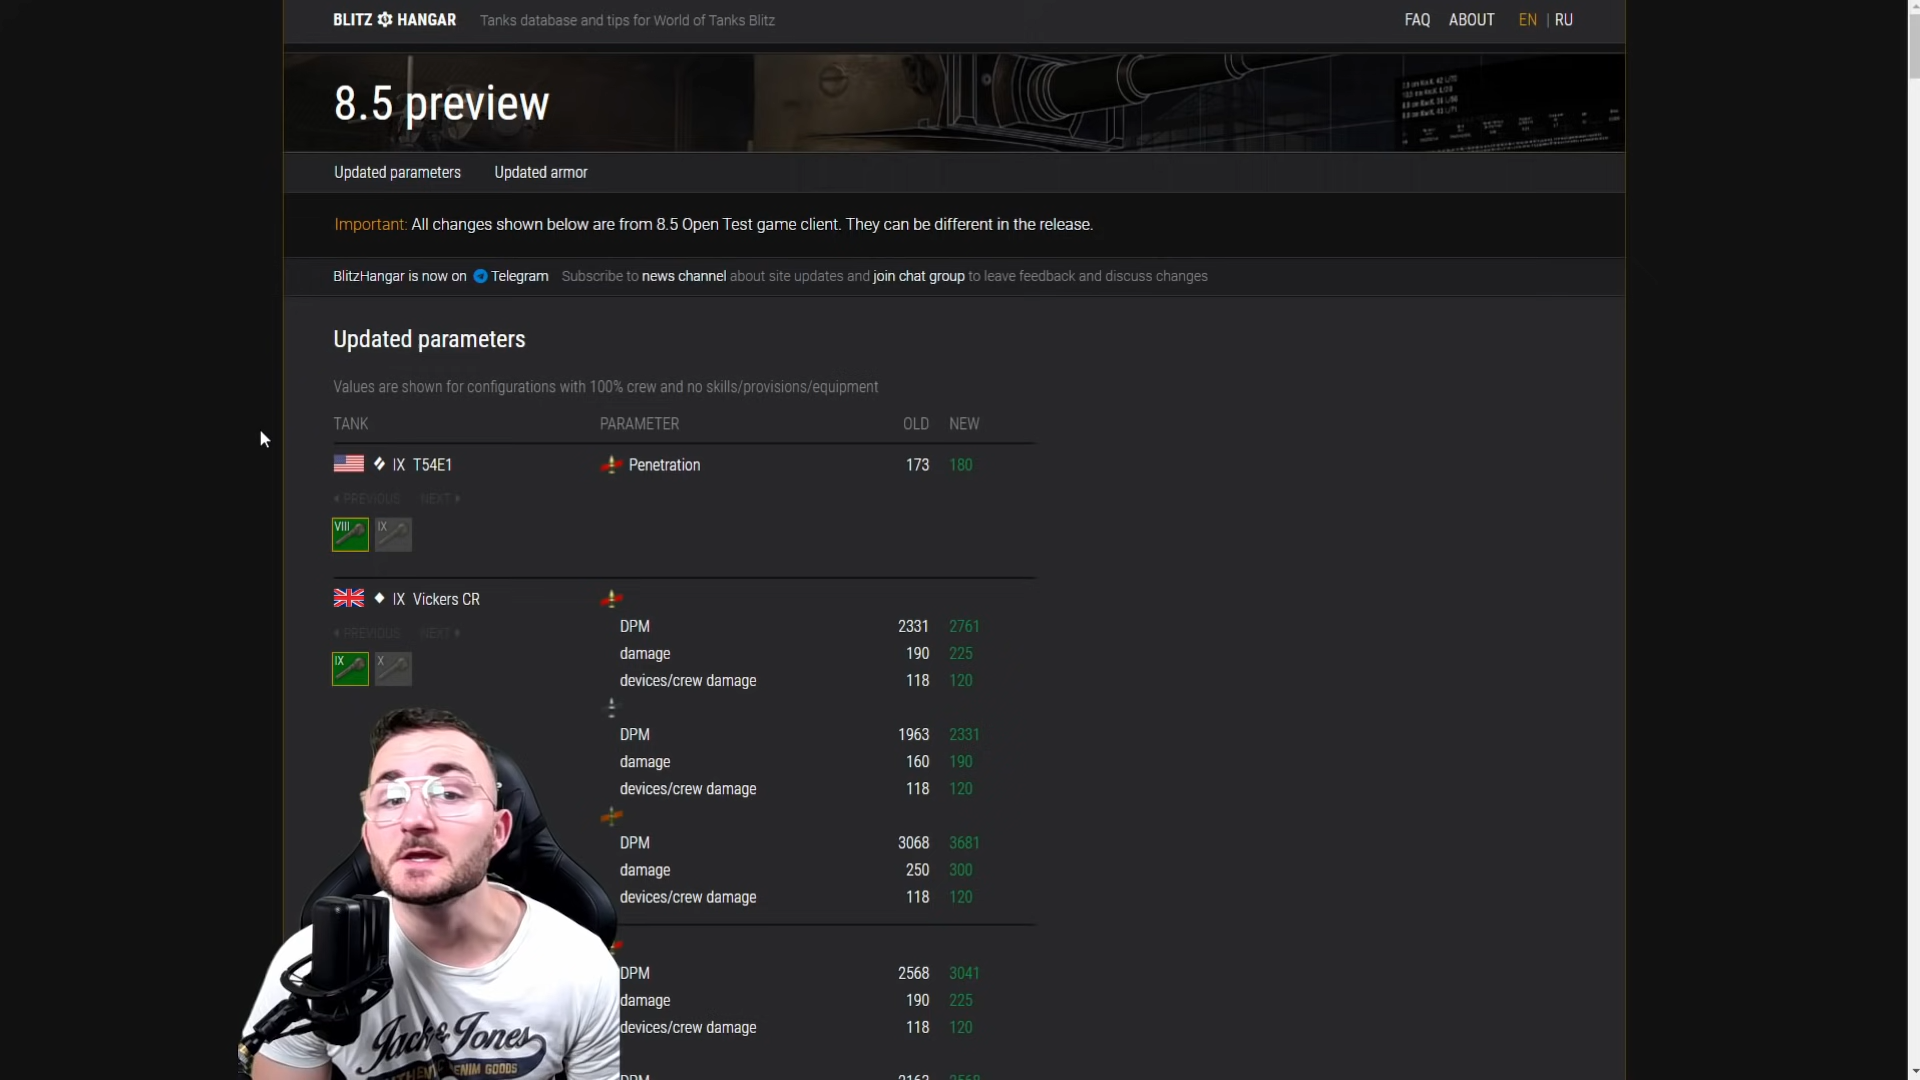 BLITZ HANGAR Tanks database and tips for World of Tanks Blitz FAQ ABOUT EN | RU
8.5 preview
Updated parameters Updated armor
Important: All changes shown below are from 8.5 Open Test game client. They can be different in the release.
BlitzHangar is now on Telegram Subscribe to news channel about site updates and join chat group to leave feedback and discuss changes
Updated parameters
Values are shown for configurations with 100% crew and no skills/provisions/equipment
TANK PARAMETER OLD NEW
IX T54E1 Penetration 173 180
PREVIOUS NEXT
VIII IX
IX Vickers CR
DPM 2331 2761
PREVIOUS NEXT
damage 190 225
IX X
devices/crew damage 118 120
DPM 1963 2331
damage 160 190
devices/crew damage 118 120
DPM 3068 3681
damage 250 300
devices/crew damage 118 120
DPM 2568 3041
damage 190 225
devices/crew damage 118 120
Jack & Jones
DENIM GOODS